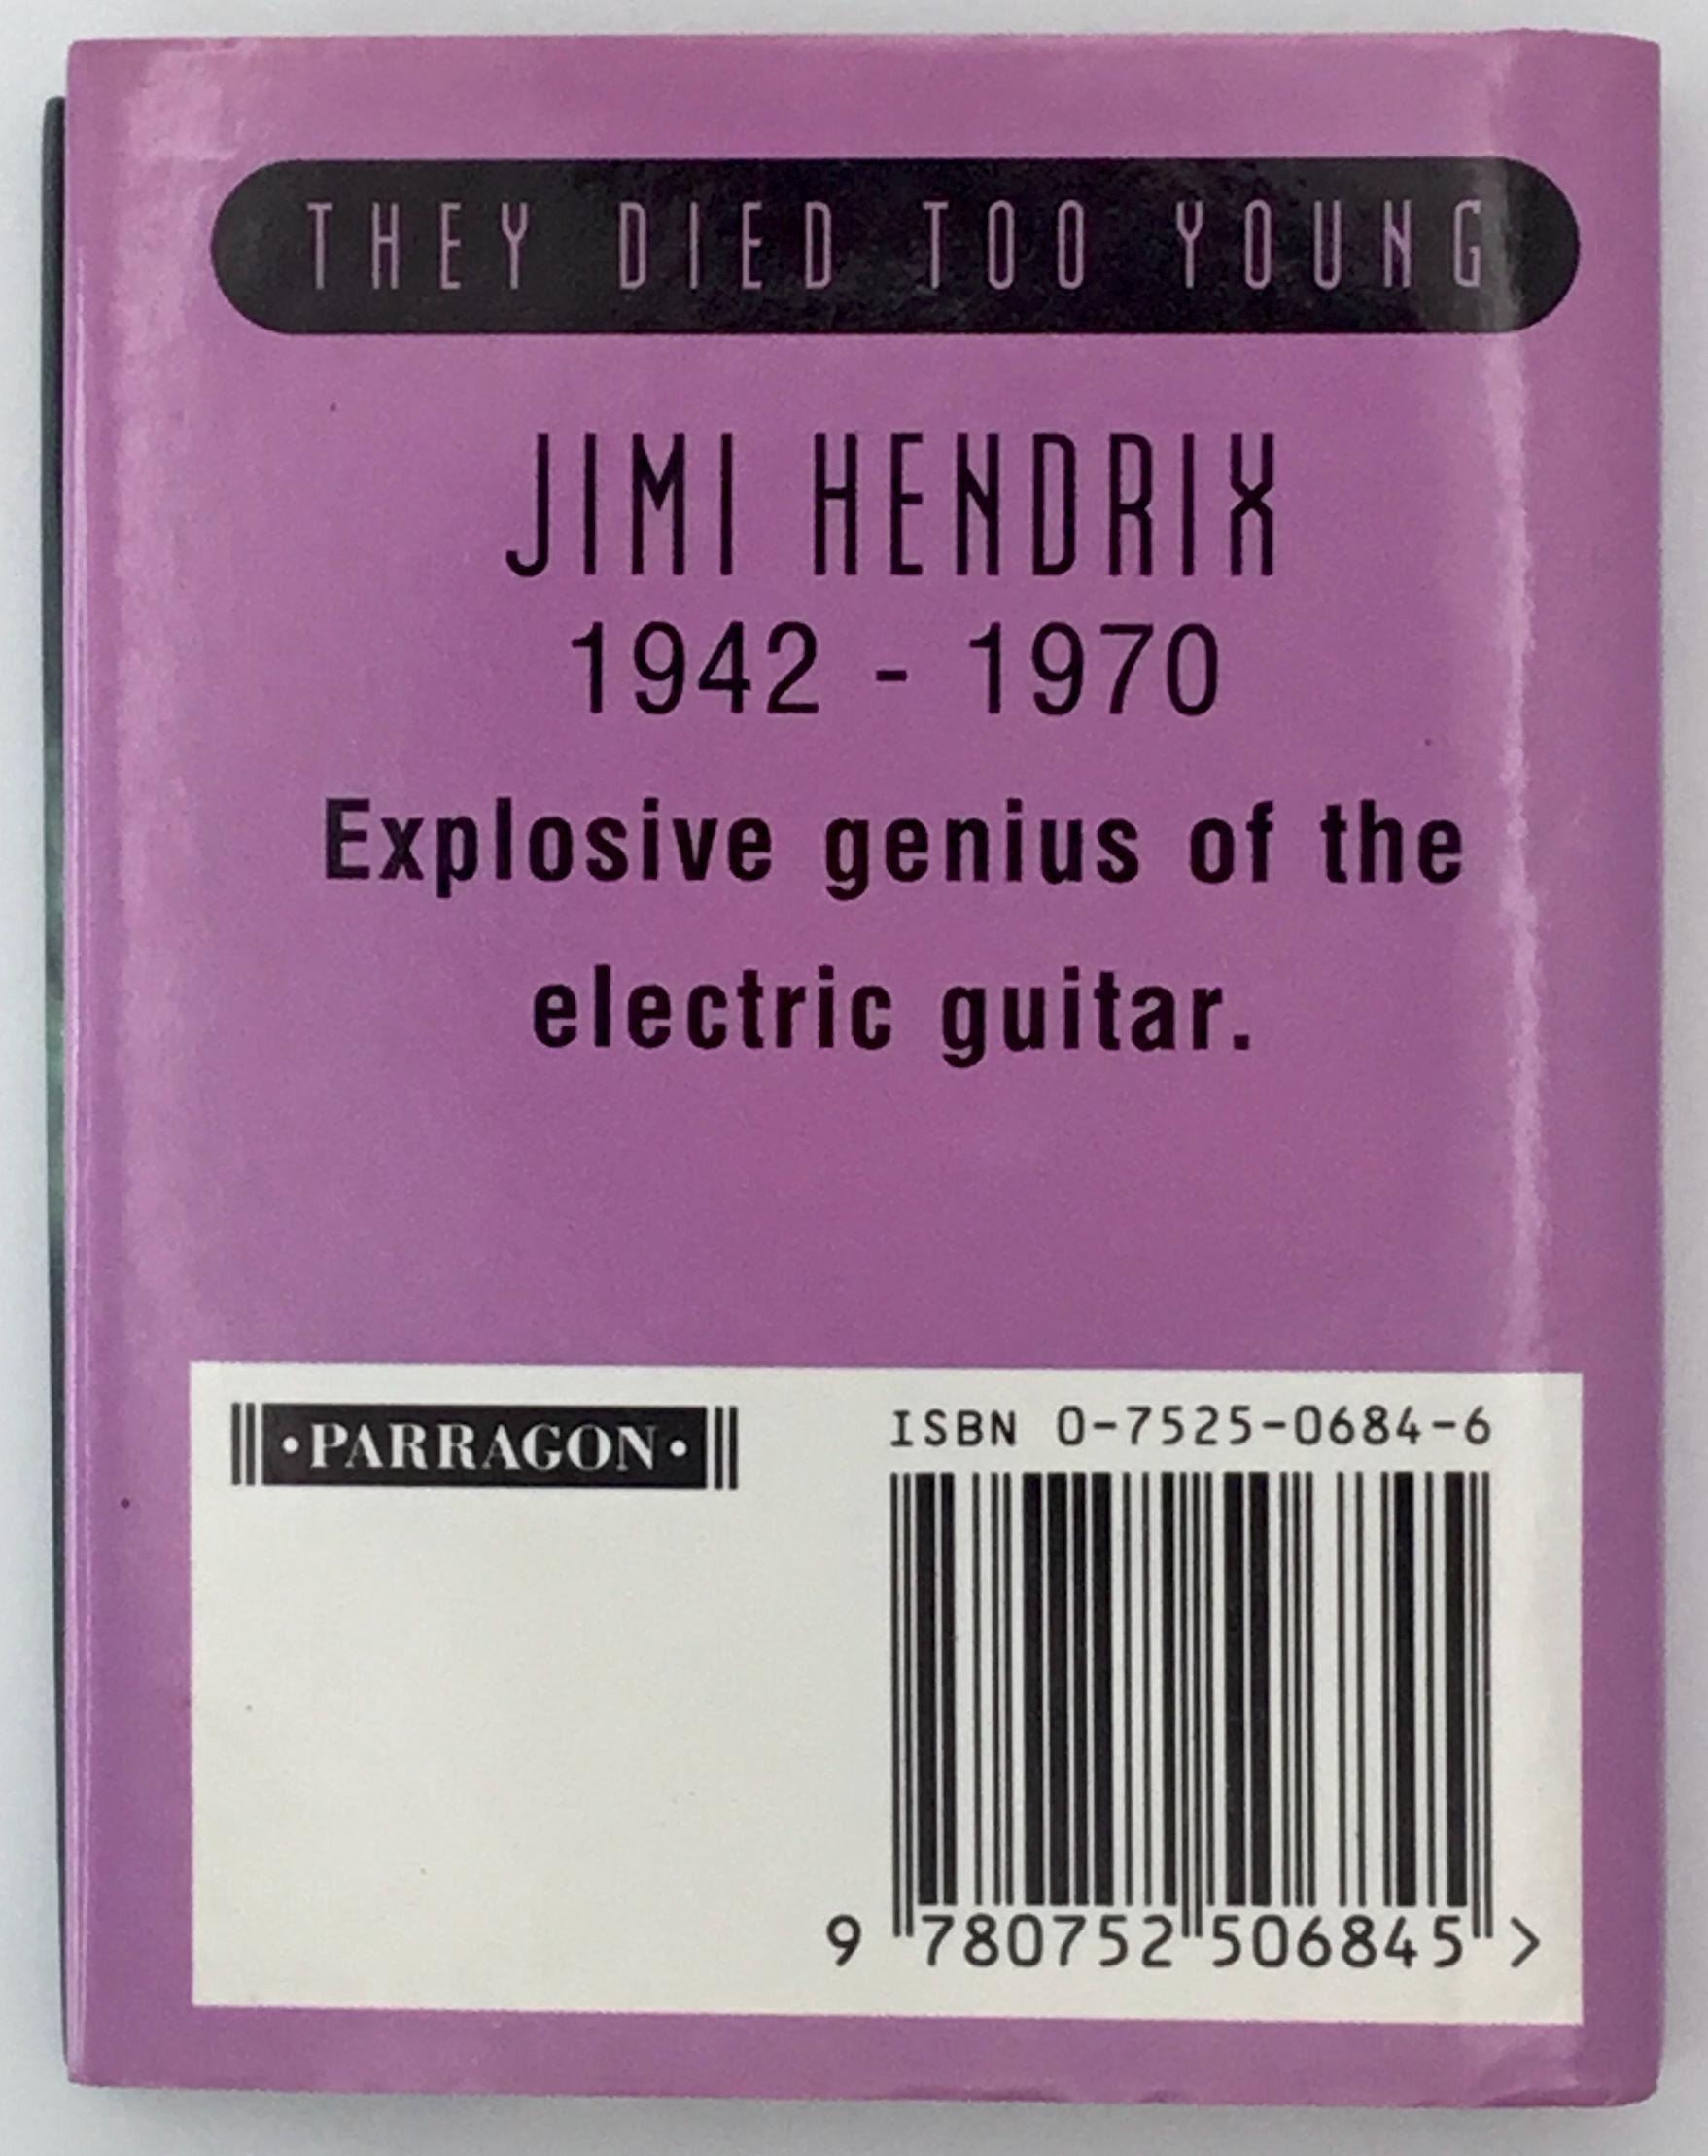 THEY DIED TOO YOUNG
JIMI HENDRIX
1942 - 1970
Explosive genius of the
electric guitar.
•PARRAGON•
ISBN 0-7525-0684-6
9 780752 506845 >